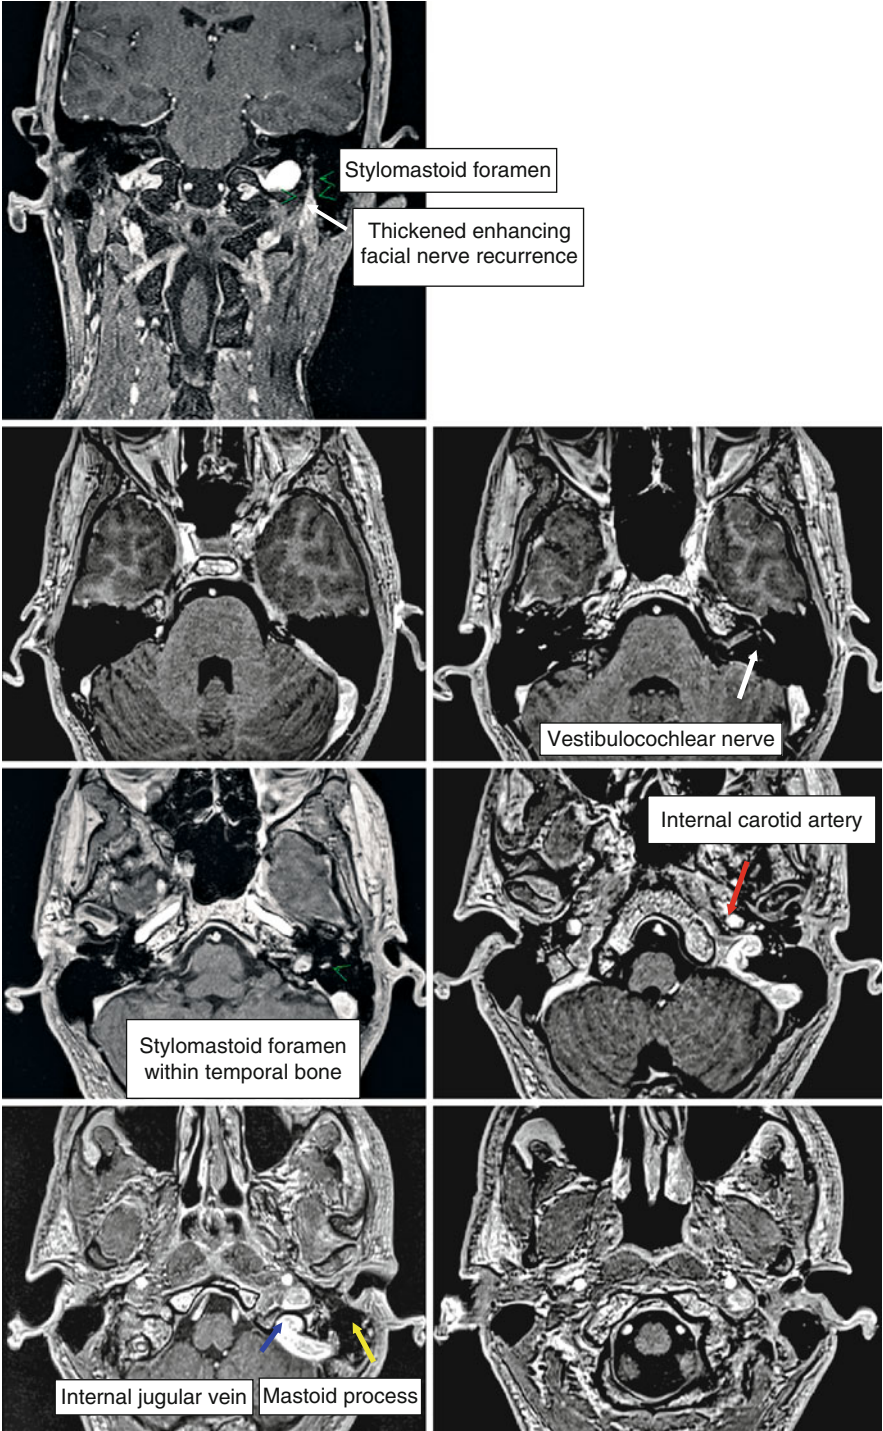 Stylomastoid foramen
Thickened enhancing
facial nerve recurrence
Vestibulocochlear nerve
Internal carotid artery
Stylomastoid foramen
within temporal bone
Internal jugular vein
Mastoid process